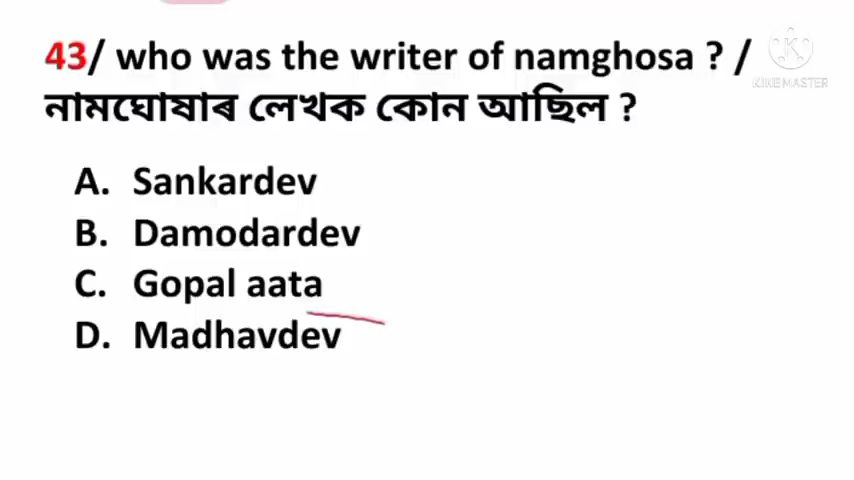 43/ who was the writer of namghosa ? /
নামঘোষাৰ লেখক কোন আছিল ?
A. Sankardev
B. Damodardev
C. Gopal aata
D. Madhavdev
KINEMASTER